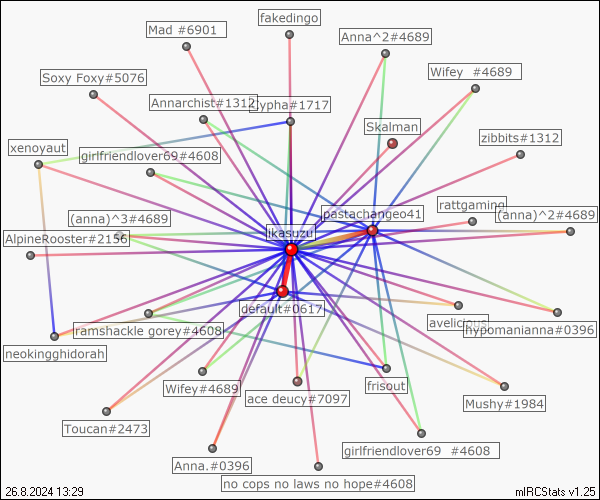 fakedingo
Mad #6901
Anna^2#4689
Wifey #4689
Soxy Foxy#5076
Annarchist#1312
Cypha#1717
Skalman
zibbits#1312
xenoyaut
girlfriendlover69#4608
rattgaming
pastachangeo41
(anna)^3#4689
(anna)^2#4689
likasuzu
AlpineRooster#2156
default#0617
avelicious
ramshackle gorey#4608
hypomanianna#0396
neokingghidorah
Wifey#4689
frisout
ace deucy#7097
Mushy#1984
Toucan#2473
girlfriendlover69 #4608
Anna.#0396
no cops no laws no hope#4608
26.8.2024 13:29
mIRCStats v1.25